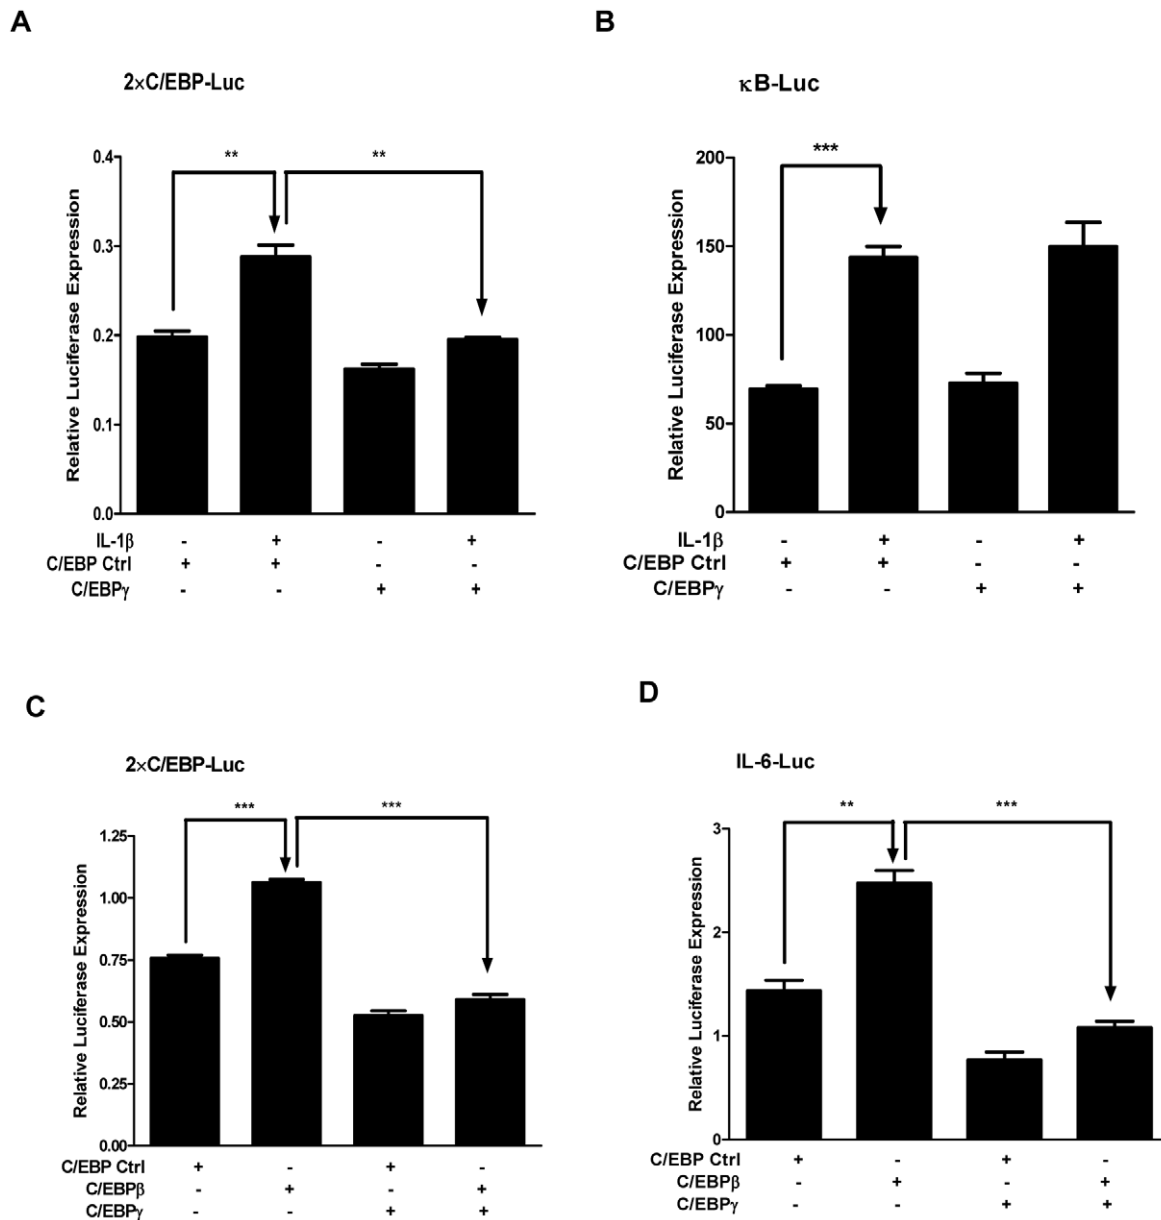 A
2×C/EBP-Luc
Relative Luciferase Expression
0.4
0.3
0.2
0.1
0.0
** **
IL-1β - + - +
C/EBP Ctrl + + - -
C/EBPγ - - + +
B
κB-Luc
Relative Luciferase Expression
200
150
100
50
0
***
IL-1β - + - +
C/EBP Ctrl + + - -
C/EBPγ - - + +
C
2×C/EBP-Luc
Relative Luciferase Expression
1.25
1.00
0.75
0.50
0.25
0.00
*** ***
C/EBP Ctrl + - + -
C/EBPβ - + - +
C/EBPγ - - + +
D
IL-6-Luc
Relative Luciferase Expression
3
2
1
0
** ***
C/EBP Ctrl + - + -
C/EBPβ - + - +
C/EBPγ - - + +